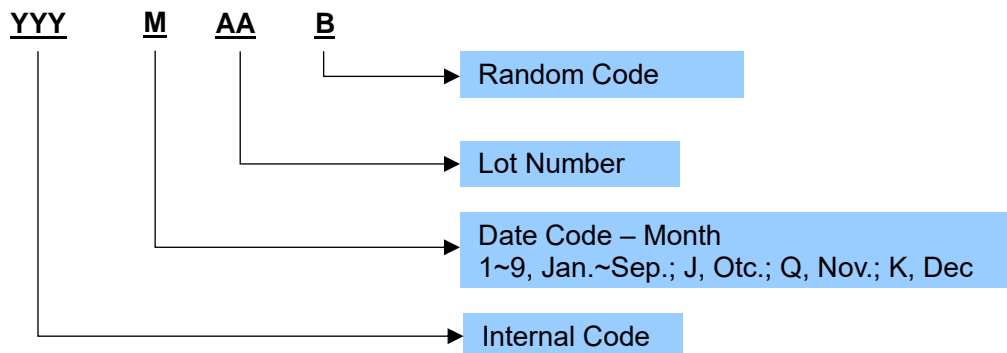 YYY M AA B
Random Code
Lot Number
Date Code – Month
1~9, Jan.~Sep.; J, Otc.; Q, Nov.; K, Dec
Internal Code